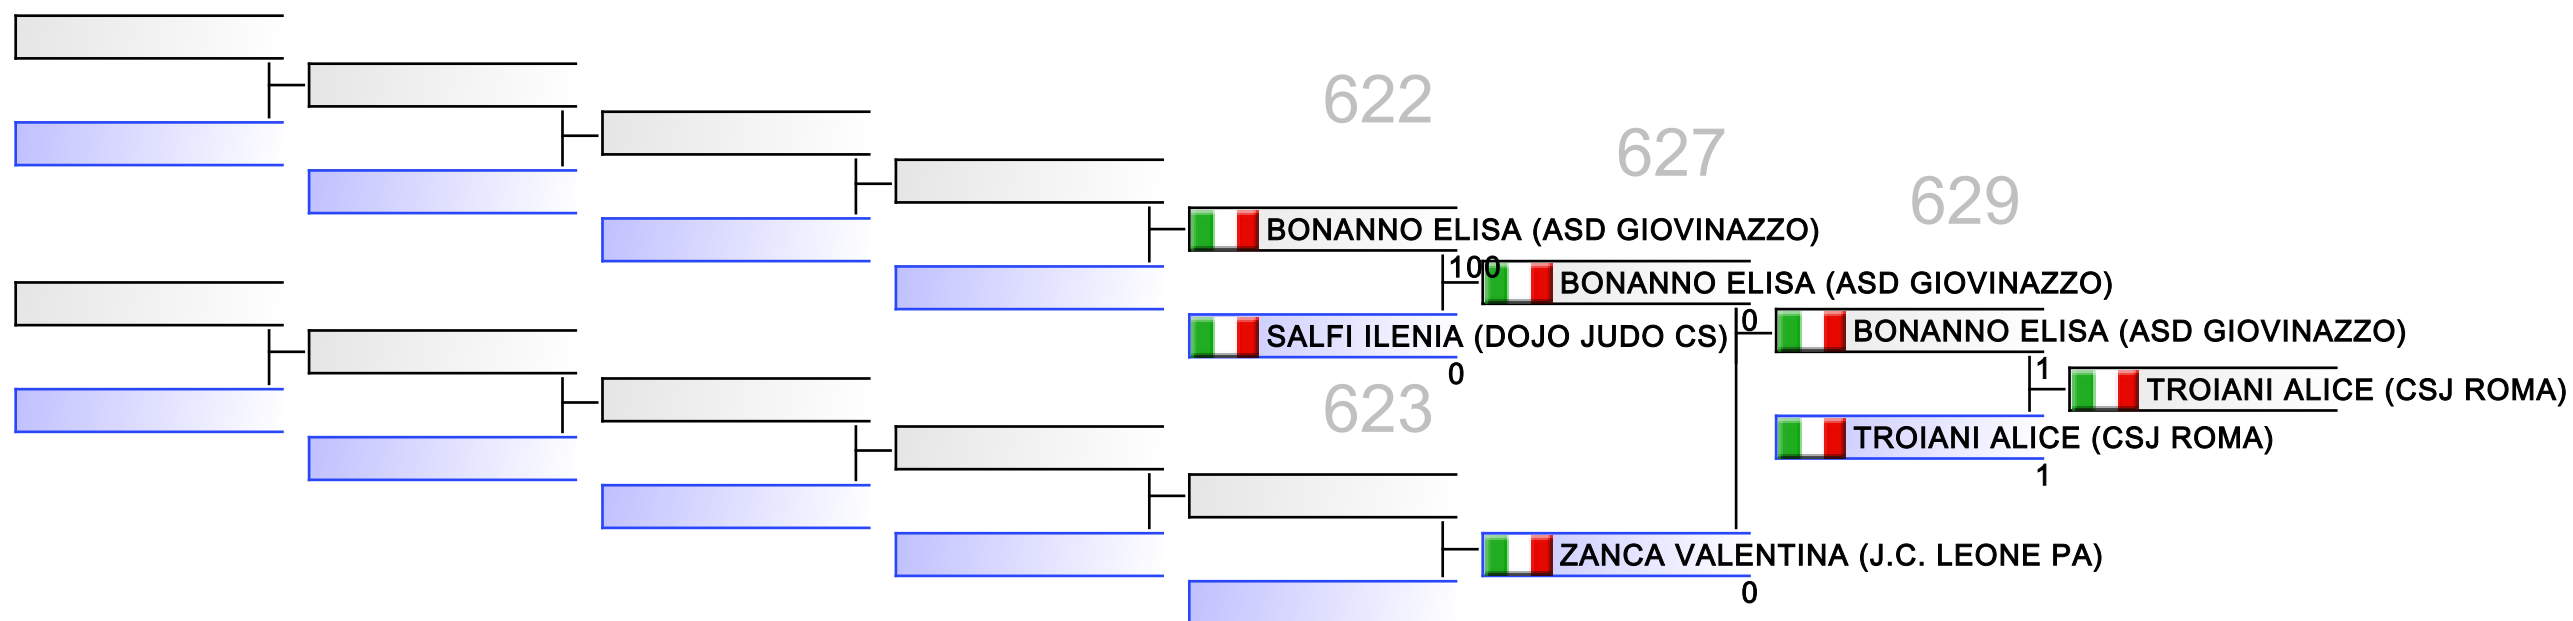 622
627
629
BONANNO ELISA (ASD GIOVINAZZO)
100
BONANNO ELISA (ASD GIOVINAZZO)
SALFI ILENIA (DOJO JUDO CS)
0
0
BONANNO ELISA (ASD GIOVINAZZO)
1
TROIANI ALICE (CSJ ROMA)
TROIANI ALICE (CSJ ROMA)
1
623
ZANCA VALENTINA (J.C. LEONE PA)
0